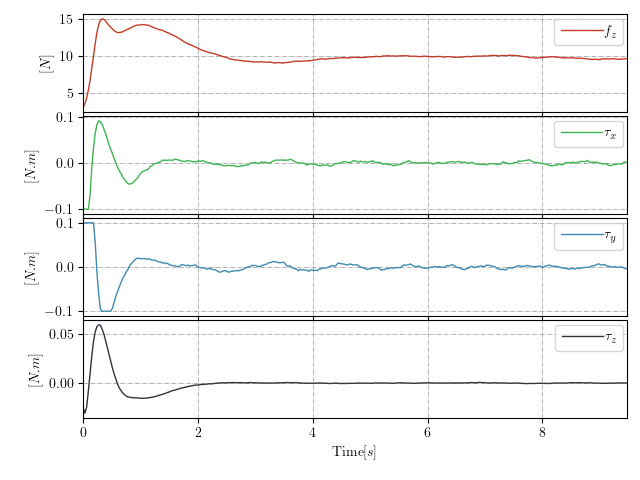 15
10
5
[N]
f_z
0.1
0.0
−0.1
[N.m]
τ_x
0.1
0.0
−0.1
[N.m]
τ_y
0.05
0.00
[N.m]
τ_z
0 2 4 6 8
Time[s]